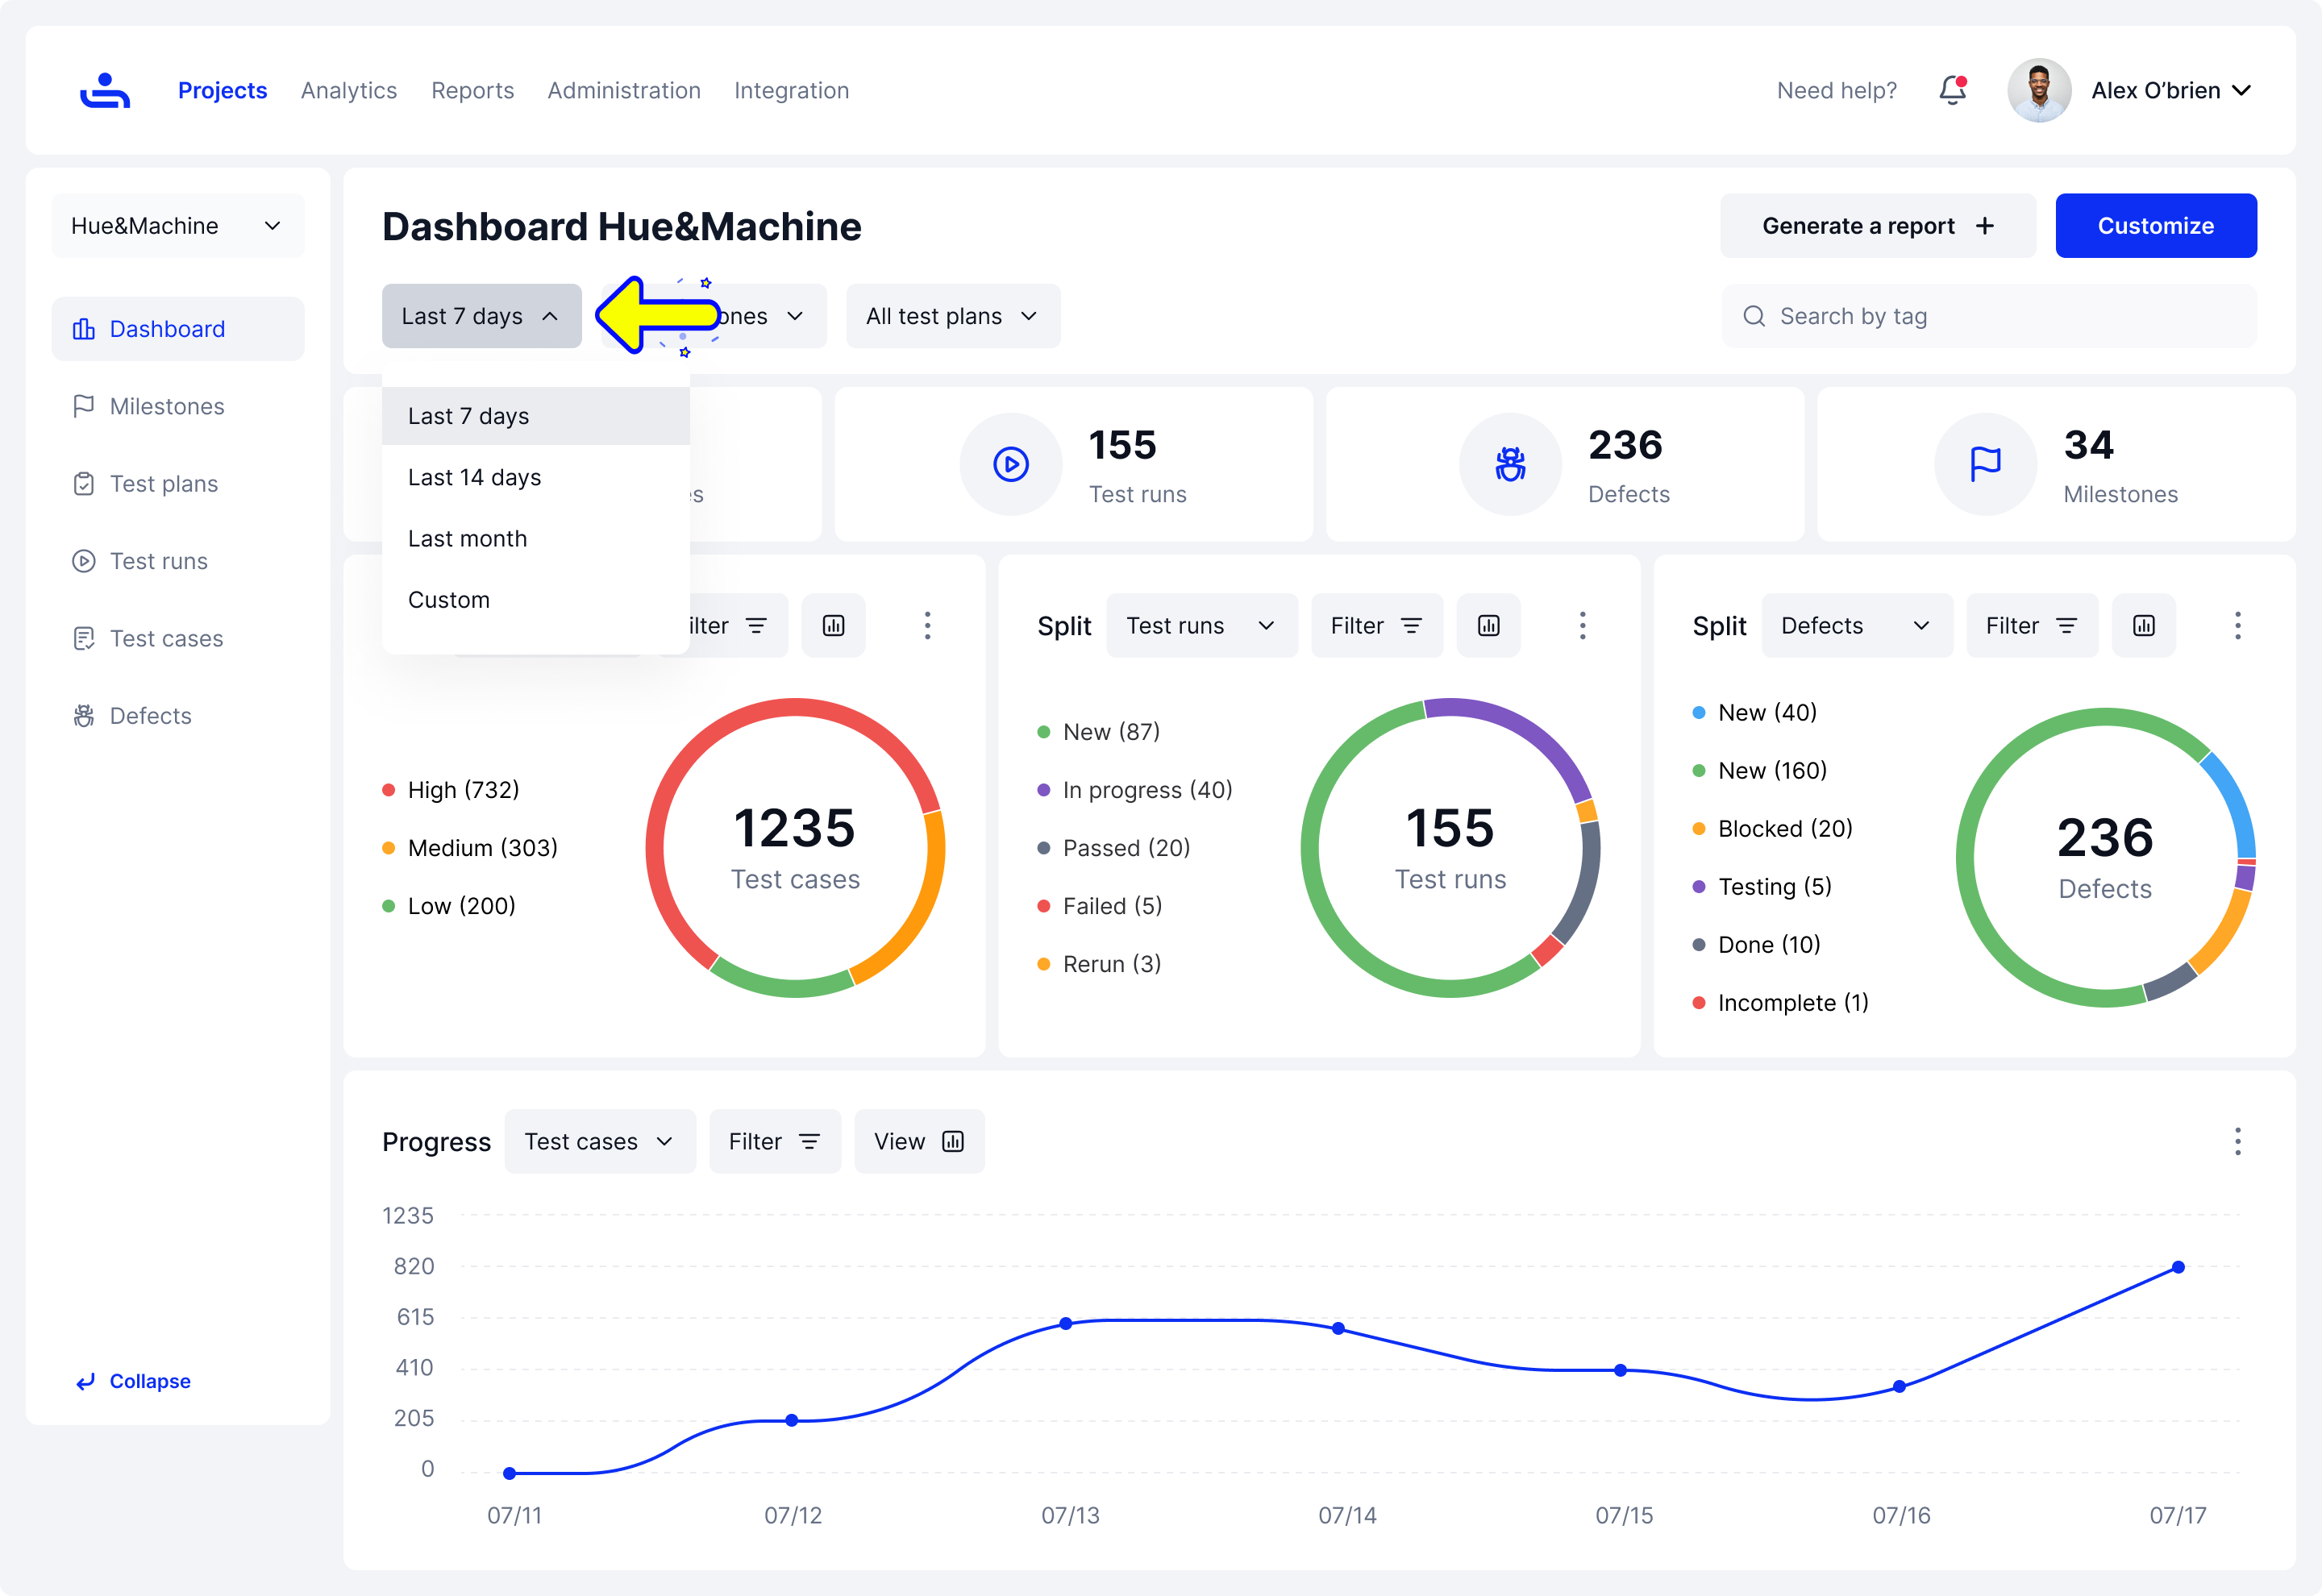 Projects Analytics Reports Administration Integration Need help? Alex O’brien
Hue&Machine
Dashboard
Milestones
Test plans
Test runs
Test cases
Defects
Collapse
Dashboard Hue&Machine
Generate a report
Customize
Last 7 days
All test plans
Search by tag
Last 7 days
Last 14 days
Last month
Custom
155
Test runs
236
Defects
34
Milestones
High (732)
Medium (303)
Low (200)
1235
Test cases
Split Test runs Filter
New (87)
In progress (40)
Passed (20)
Failed (5)
Rerun (3)
155
Test runs
Split Defects Filter
New (40)
New (160)
Blocked (20)
Testing (5)
Done (10)
Incomplete (1)
236
Defects
Progress Test cases Filter View
1235
820
615
410
205
0
07/11 07/12 07/13 07/14 07/15 07/16 07/17